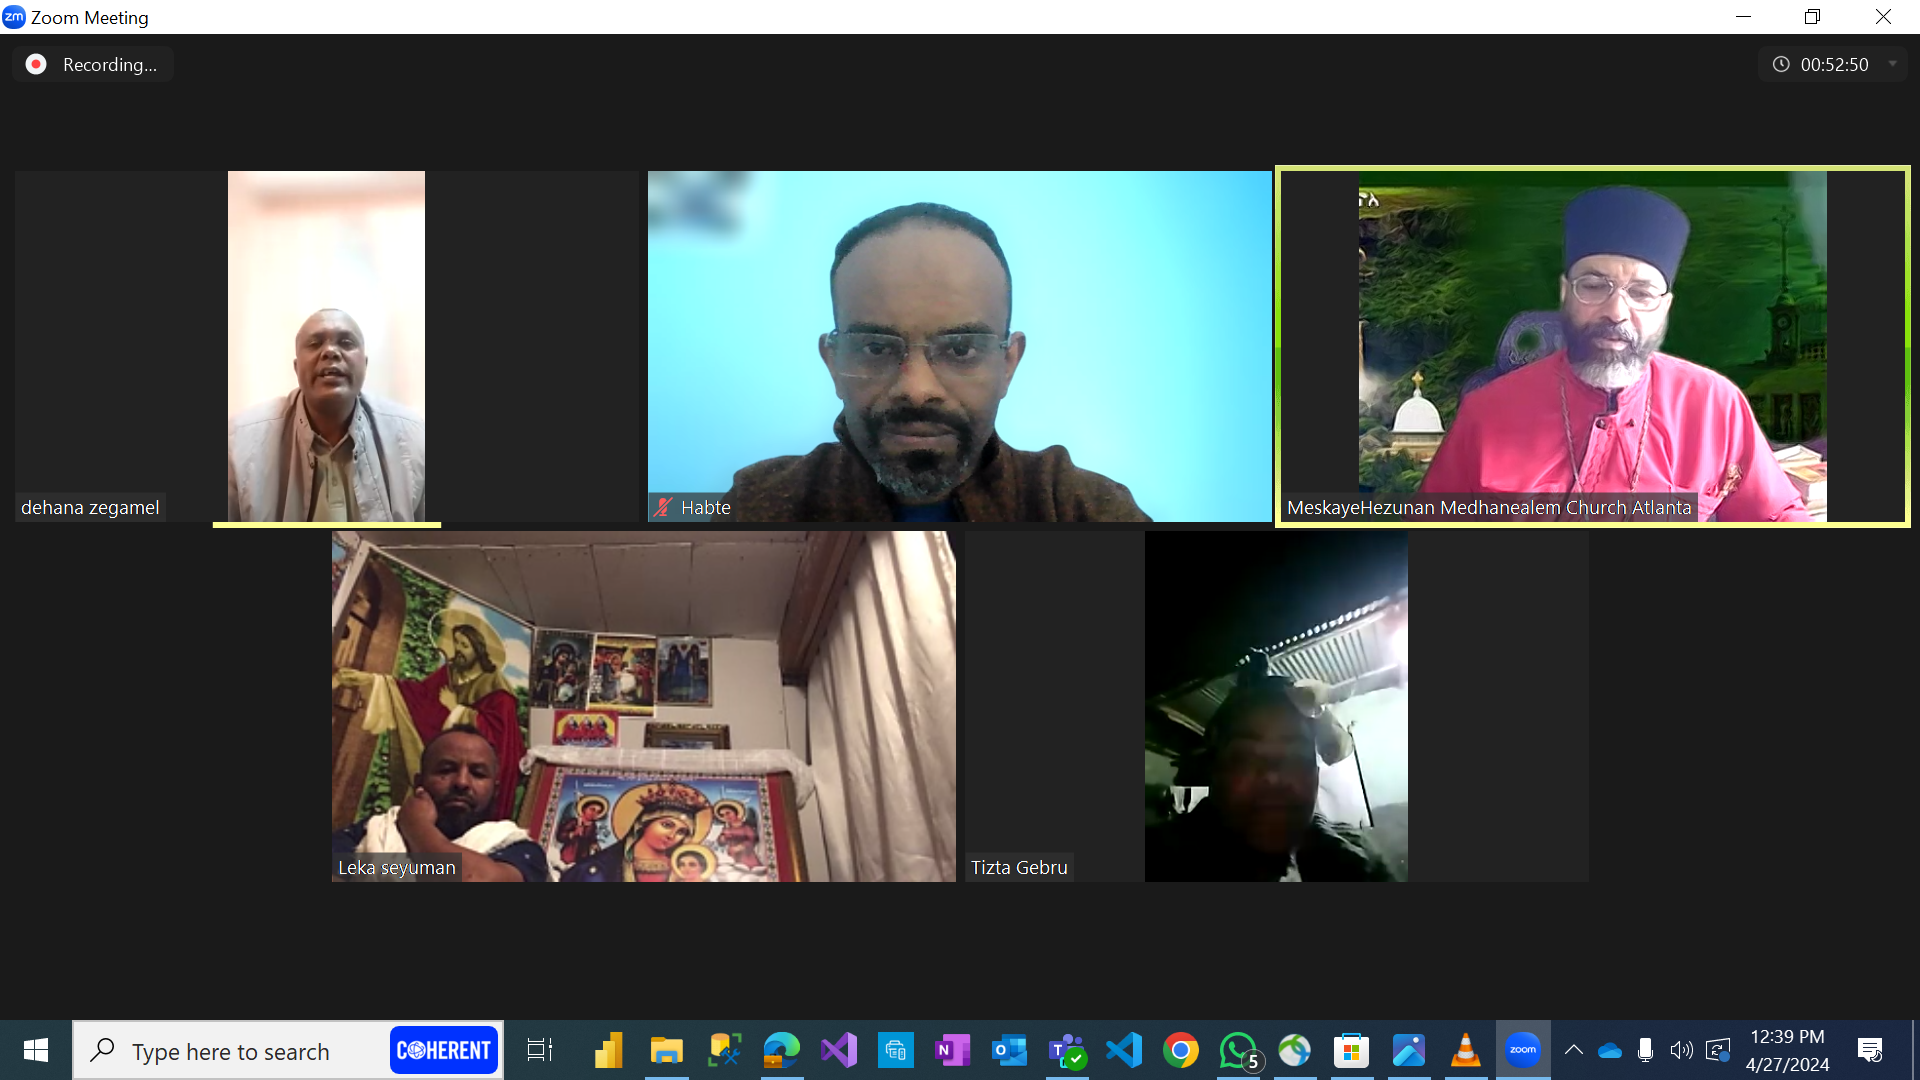 zm Zoom Meeting
Recording...
00:52:50
dehana zegamel
Habte
MeskayeHezunan Medhanealem Church Atlanta
Leka seyuman
Tizta Gebru
Type here to search
COHERENT
N
O
T
5
zoom
12:39 PM
4/27/2024